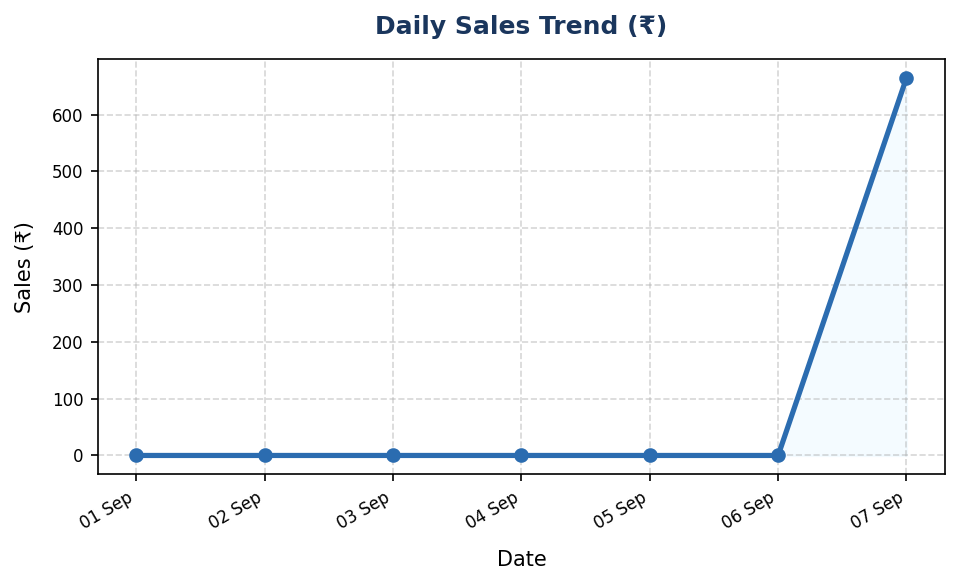 Daily Sales Trend (₹)
Sales (₹)
600
500
400
300
200
100
0
01 Sep
02 Sep
03 Sep
04 Sep
05 Sep
06 Sep
07 Sep
Date